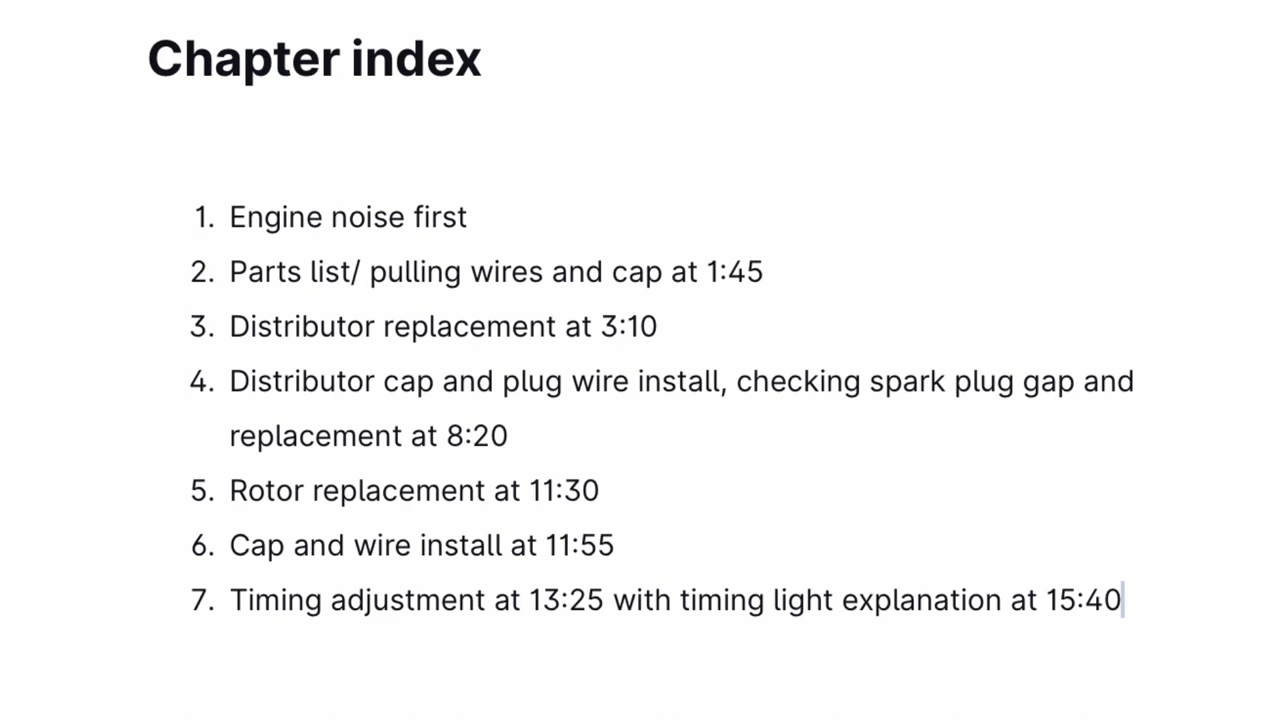 Chapter index
1. Engine noise first
2. Parts list/ pulling wires and cap at 1:45
3. Distributor replacement at 3:10
4. Distributor cap and plug wire install, checking spark plug gap and
replacement at 8:20
5. Rotor replacement at 11:30
6. Cap and wire install at 11:55
7. Timing adjustment at 13:25 with timing light explanation at 15:40